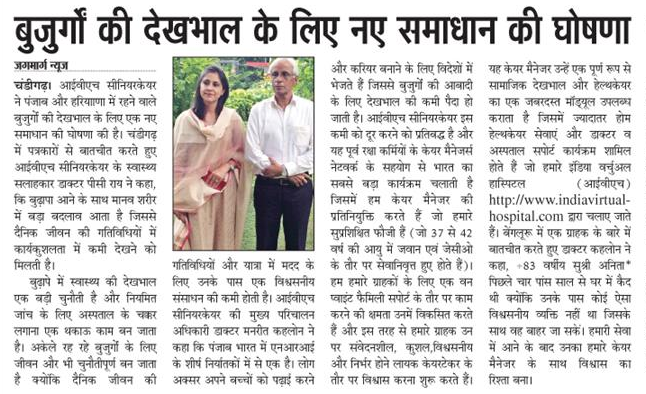 बुजुर्गों की देखभाल के लिए नए समाधान की घोषणा
जगमार्ग न्यूज
चंडीगढ़। आईवीएच सीनियरकेयर
ने पंजाब और हरियााणा में रहने वाले
बुजुर्गों की देखभाल के लिए एक नए
समाधान की घोषणा की है। चंडीगढ़
में पत्रकारों से बातचीत करते हुए
आईवीएच सीनियरकेयर के स्वास्थ्य
सलाहकार डाक्टर पीसी राय ने कहा,
कि बुढ़ापा आने के साथ मानव शरीर
में बड़ा बदलाव आता है जिससे
दैनिक जीवन की गतिविधियों में
कार्यकुशलता में कमी देखने को
मिलती है।
बुढ़ापे में स्वास्थ्य की देखभाल
एक बड़ी चुनौती है और नियमित
जांच के लिए अस्पताल के चक्कर
लगाना एक थकाऊ काम बन जाता
है। अकेले रह रहे बुजुर्गों के लिए
जीवन और भी चुनौतीपूर्ण बन जाता
है क्योंकि दैनिक जीवन की
गतिविधियों और यात्रा में मदद के
लिए उनके पास एक विश्वसनीय
संसाधन की कमी होती है। आईवीएच
सीनियरकेयर की मुख्य परिचालन
अधिकारी डाक्टर मनरीत कहलोन ने
कहा कि पंजाब भारत में एनआरआई
के शीर्ष निर्यातकों में से एक है। लोग
अक्सर अपने बच्चों को पढ़ाई करने
और करियर बनाने के लिए विदेशों में
भेजते हैं जिससे बुजुर्गों की आबादी
के लिए देखभाल की कमी पैदा हो
जाती है। आईवीएच सीनियरकेयर इस
कमी को दूर करने को प्रतिबद्ध है और
यह पूर्व रक्षा कर्मियों के केयर मैनेजर्स
नेटवर्क के सहयोग से भारत का
सबसे बड़ा कार्यक्रम चलाती है
जिसमें हम केयर मैनेजर की
प्रतिनियुक्ति करते हैं जो हमारे
सुप्रशिक्षित फौजी हैं (जो 37 से 42
वर्ष की आयु में जवान एवं जेसीओ
के तौर पर सेवानिवृत्त हुए होते हैं)।
हम हमारे ग्राहकों के लिए एक वन
प्वाइंट फैमिली सपोर्ट के तौर पर काम
करने की क्षमता उनमें विकसित करते
हैं और इस तरह से हमारे ग्राहक उन
पर संवेदनशील, कुशल,विश्वसनीय
और निर्भर होने लायक केयरटेकर के
तौर पर विश्वास करना शुरू करते हैं।
यह केयर मैनेजर उन्हें एक पूर्ण रूप से
सामाजिक देखभाल और हेल्थकेयर
का एक जबरदस्त मॉड्यूल उपलब्ध
कराता है जिसमें ज्यादातर होम
हेल्थकेयर सेवाएं और डाक्टर व
अस्पताल सपोर्ट कार्यक्रम शामिल
होते हैं जो हमारे इंडिया वर्चुअल
हास्पिटल (आईवीएच)
http://www.indiavirtual-
hospital.com द्वारा चलाए जाते
हैं। बेंगलूरू में एक ग्राहक के बारे में
बातचीत करते हुए डाक्टर कहलोन ने
कहा, +83 वर्षीय सुश्री अनिता*
पिछले चार पांस साल से घर में कैद
थी क्योंकि उनके पास कोई ऐसा
विश्वसनीय व्यक्ति नहीं था जिसके
साथ वह बाहर जा सकें। हमारी सेवा
में आने के बाद उनका हमारे केयर
मैनेजर के साथ विश्वास का
रिश्ता बना।